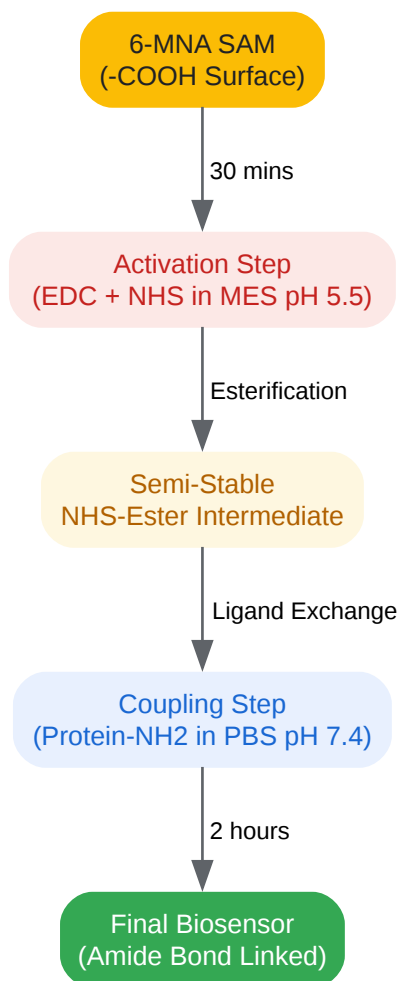 6-MNA SAM
(-COOH Surface)
30 mins
Activation Step
(EDC + NHS in MES pH 5.5)
Esterification
Semi-Stable
NHS-Ester Intermediate
Ligand Exchange
Coupling Step
(Protein-NH2 in PBS pH 7.4)
2 hours
Final Biosensor
(Amide Bond Linked)